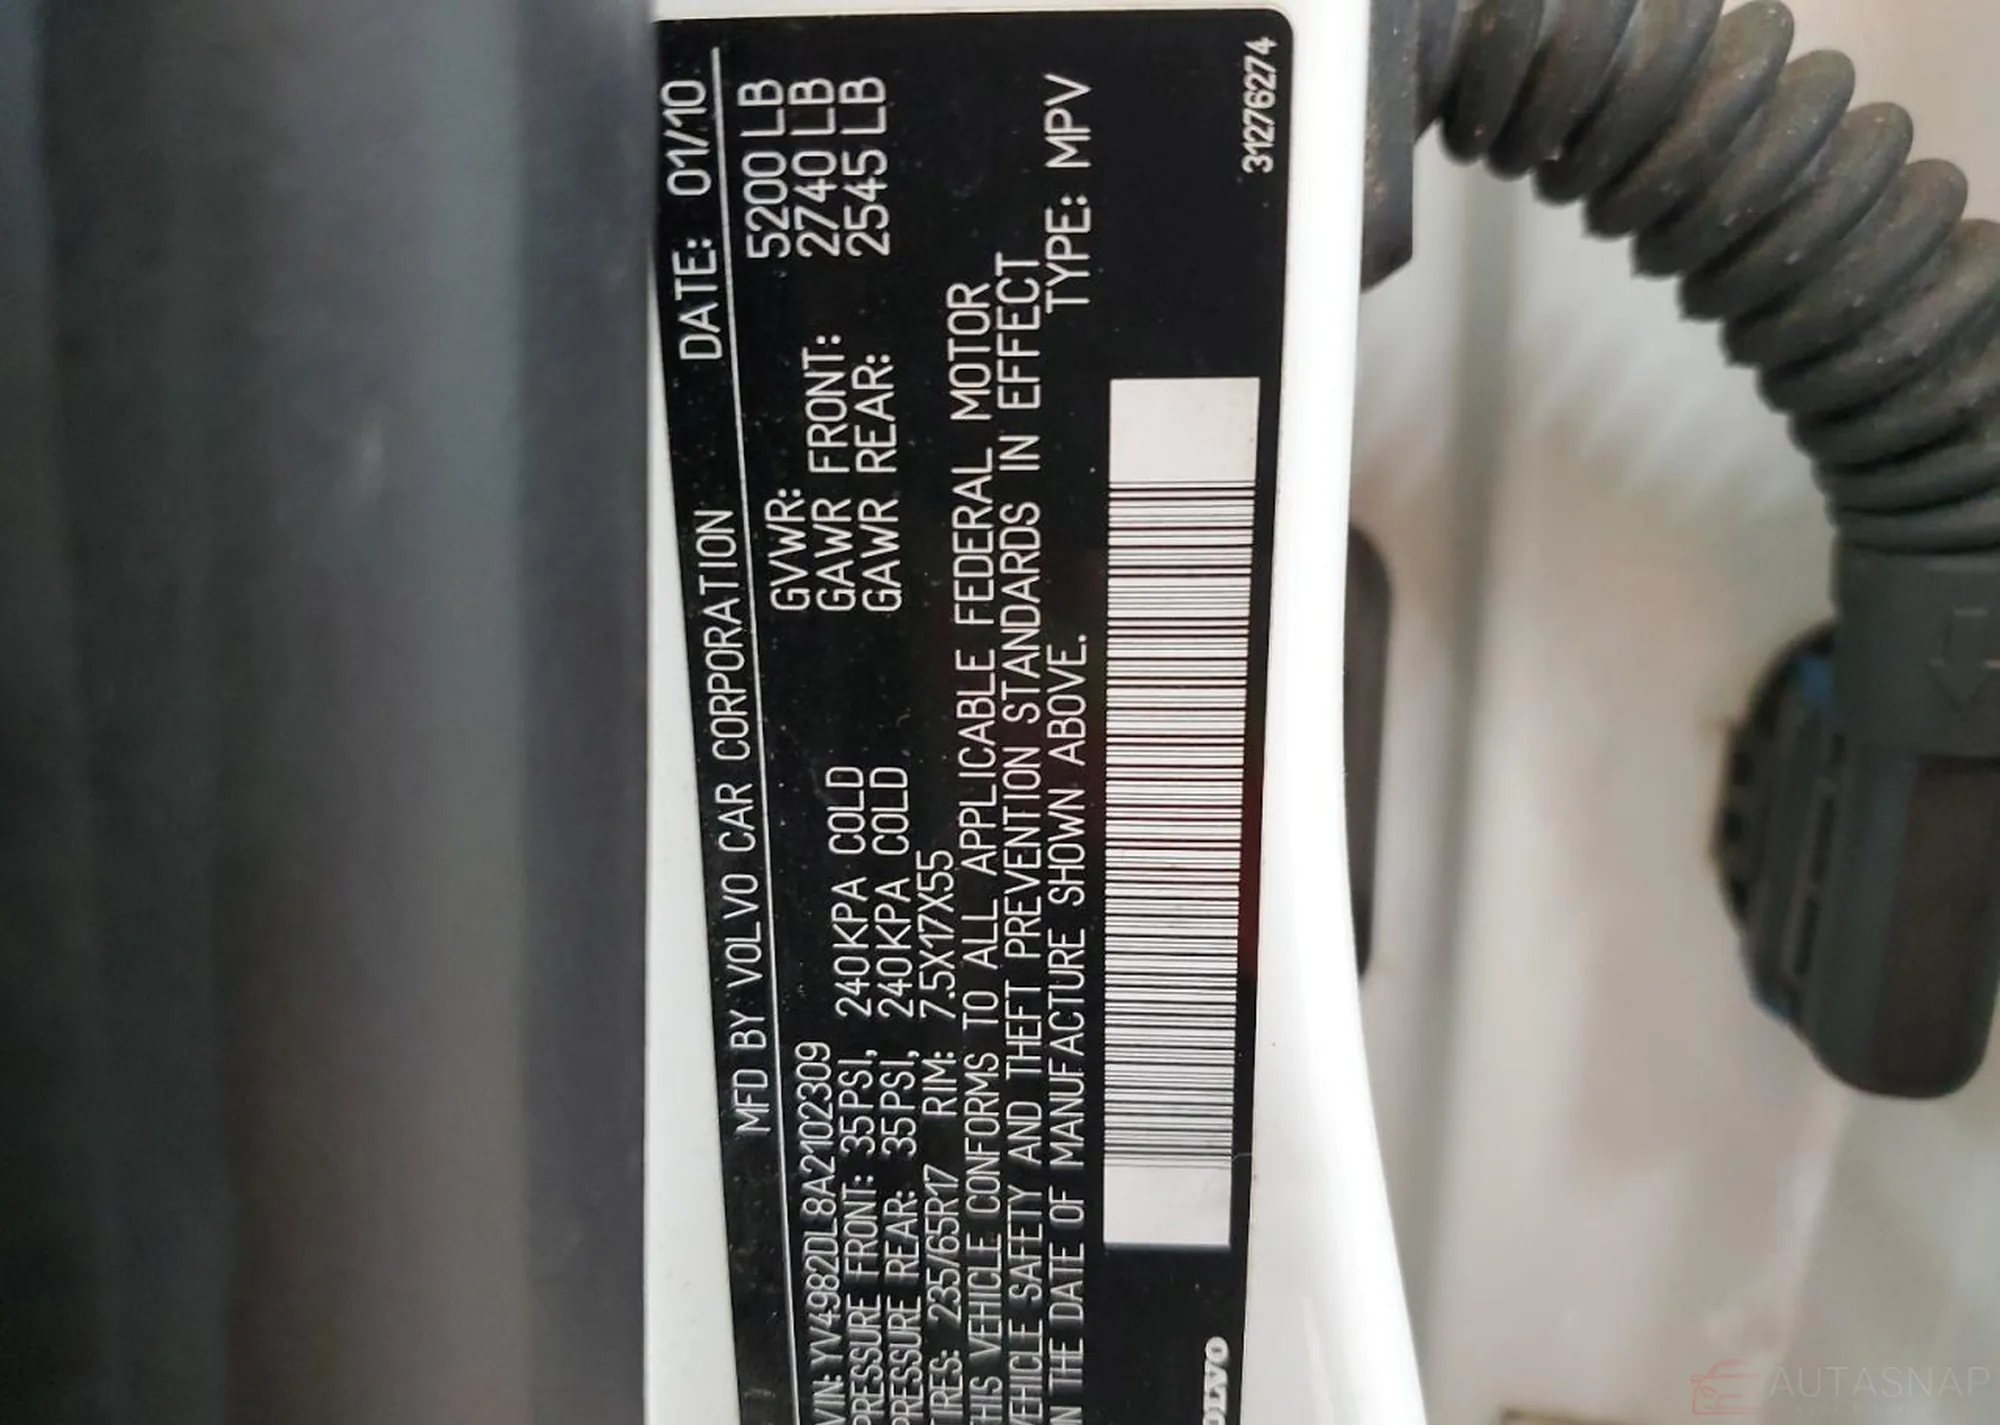 MFD BY VOLVO CAR CORPORATION DATE: 01/10
VIN: YV4982DL8A2102309 GVWR: 5200 LB
PRESSURE FRONT: 35PSI, 240KPA COLD GAWR FRONT: 2740 LB
PRESSURE REAR: 35PSI, 240KPA COLD GAWR REAR: 2545 LB
TIRES: 235/65R17 RIM: 7.5X17X55
THIS VEHICLE CONFORMS TO ALL APPLICABLE FEDERAL MOTOR
VEHICLE SAFETY AND THEFT PREVENTION STANDARDS IN EFFECT
ON THE DATE OF MANUFACTURE SHOWN ABOVE. TYPE: MPV
VOLVO 31276274
AUTASNAP